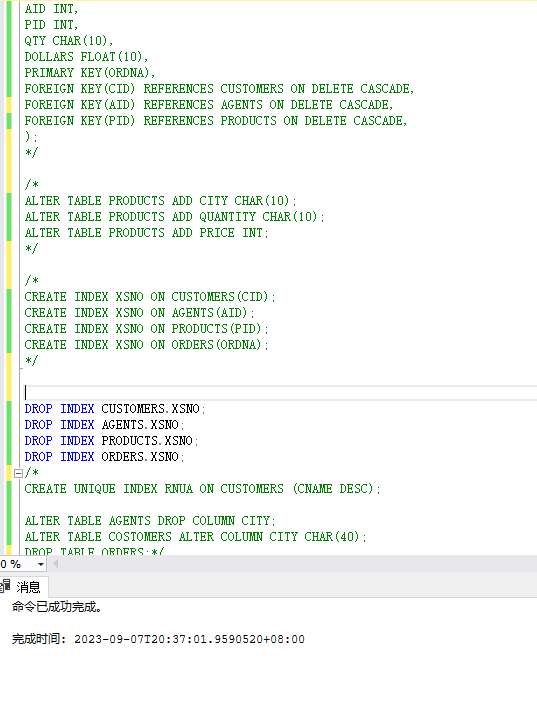 AID INT,
PID INT,
QTY CHAR(10),
DOLLARS FLOAT(10),
PRIMARY KEY(ORDNA),
FOREIGN KEY(CID) REFERENCES CUSTOMERS ON DELETE CASCADE,
FOREIGN KEY(AID) REFERENCES AGENTS ON DELETE CASCADE,
FOREIGN KEY(PID) REFERENCES PRODUCTS ON DELETE CASCADE,
);
*/
/*
ALTER TABLE PRODUCTS ADD CITY CHAR(10);
ALTER TABLE PRODUCTS ADD QUANTITY CHAR(10);
ALTER TABLE PRODUCTS ADD PRICE INT;
*/
/*
CREATE INDEX XSNO ON CUSTOMERS(CID);
CREATE INDEX XSNO ON AGENTS(AID);
CREATE INDEX XSNO ON PRODUCTS(PID);
CREATE INDEX XSNO ON ORDERS(ORDNA);
*/
DROP INDEX CUSTOMERS.XSNO;
DROP INDEX AGENTS.XSNO;
DROP INDEX PRODUCTS.XSNO;
DROP INDEX ORDERS.XSNO;
/*
CREATE UNIQUE INDEX RNUA ON CUSTOMERS (CNAME DESC);
ALTER TABLE AGENTS DROP COLUMN CITY;
ALTER TABLE COSTOMERS ALTER COLUMN CITY CHAR(40);
DROP TABLE ORDERS;*/
0 %
消息
命令已成功完成。
完成时间: 2023-09-07T20:37:01.9590520+08:00